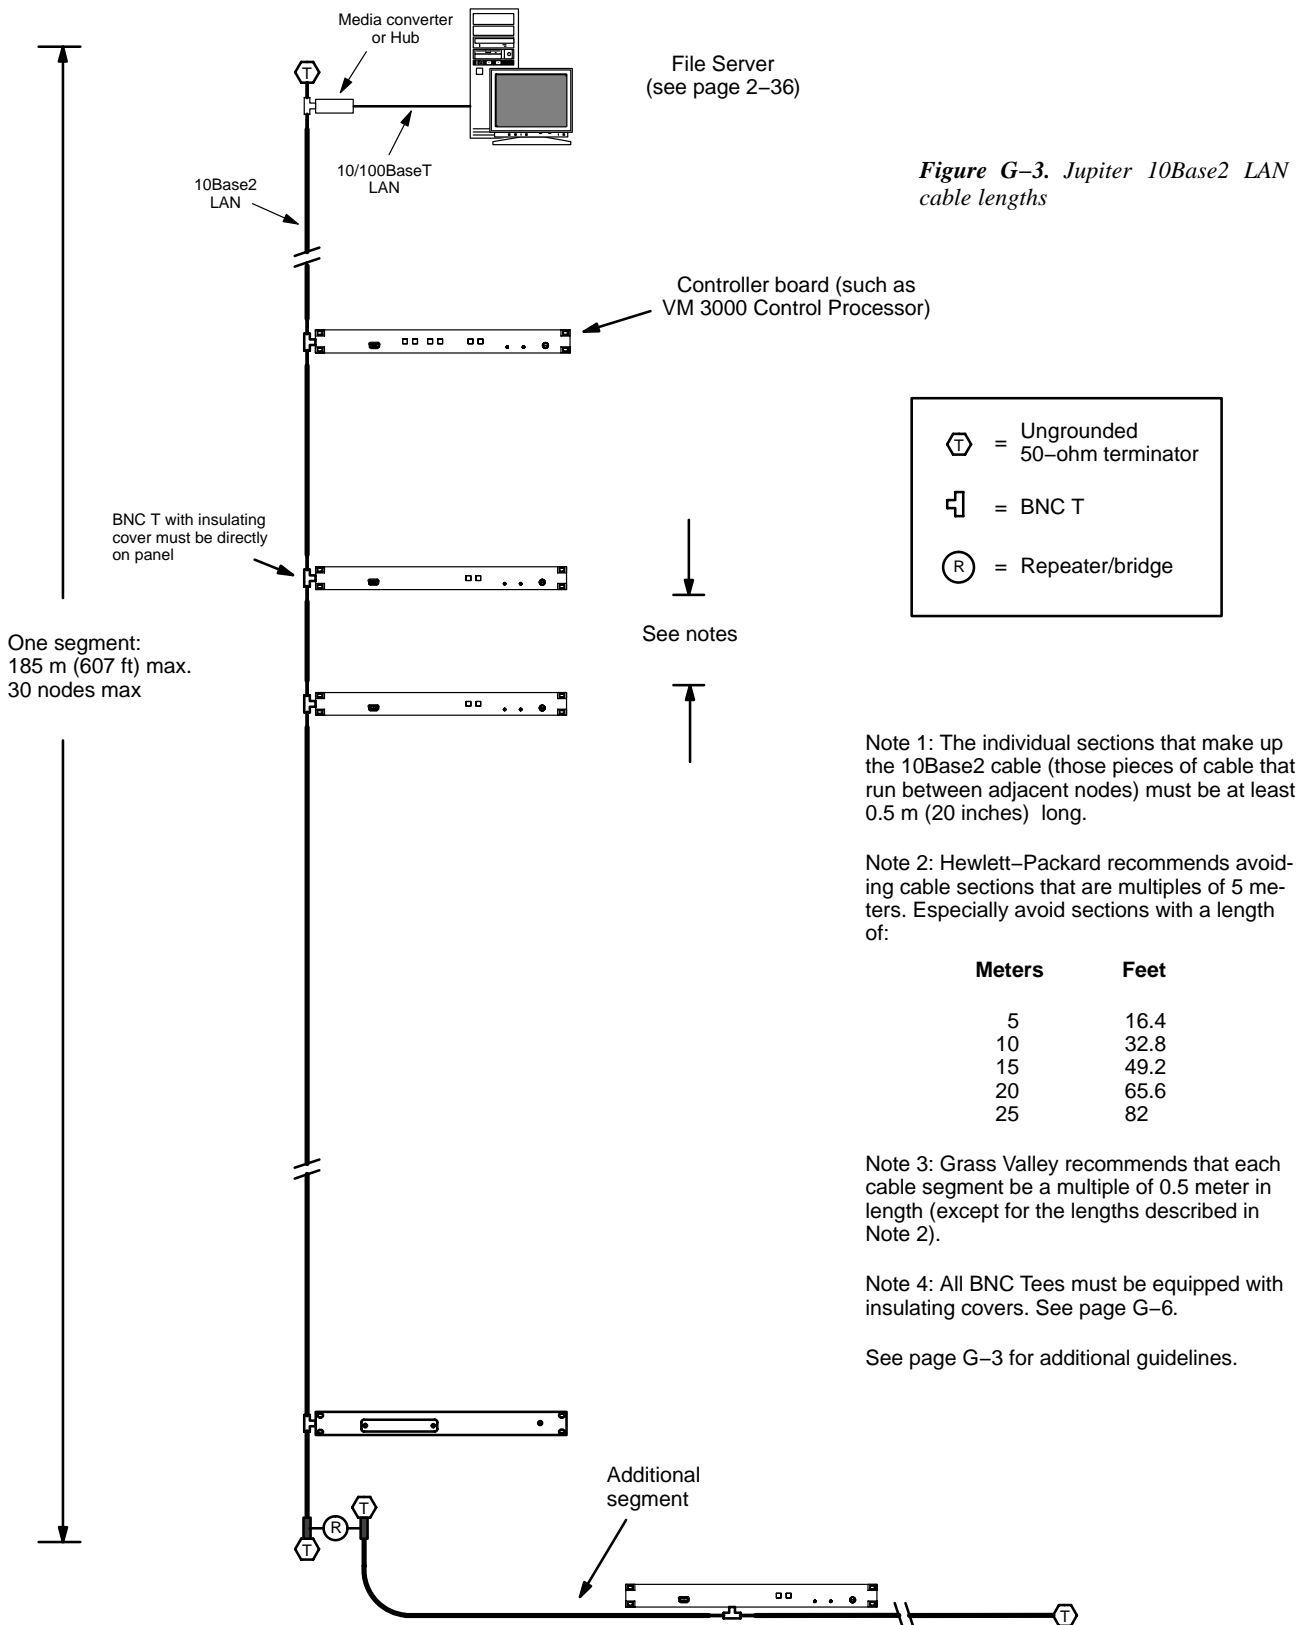 Media converter
or Hub
File Server
(see page 2–36)
T
10/100BaseT
LAN
10Base2
LAN
Figure G–3. Jupiter 10Base2 LAN
cable lengths
Controller board (such as
VM 3000 Control Processor)
T = Ungrounded
50–ohm terminator
= BNC T
R = Repeater/bridge
BNC T with insulating
cover must be directly
on panel
See notes
One segment:
185 m (607 ft) max.
30 nodes max
Note 1: The individual sections that make up
the 10Base2 cable (those pieces of cable that
run between adjacent nodes) must be at least
0.5 m (20 inches) long.
Note 2: Hewlett–Packard recommends avoid-
ing cable sections that are multiples of 5 me-
ters. Especially avoid sections with a length
of:
Meters Feet
5 16.4
10 32.8
15 49.2
20 65.6
25 82
Note 3: Grass Valley recommends that each
cable segment be a multiple of 0.5 meter in
length (except for the lengths described in
Note 2).
Note 4: All BNC Tees must be equipped with
insulating covers. See page G–6.
See page G–3 for additional guidelines.
Additional
segment
T
R
T
T